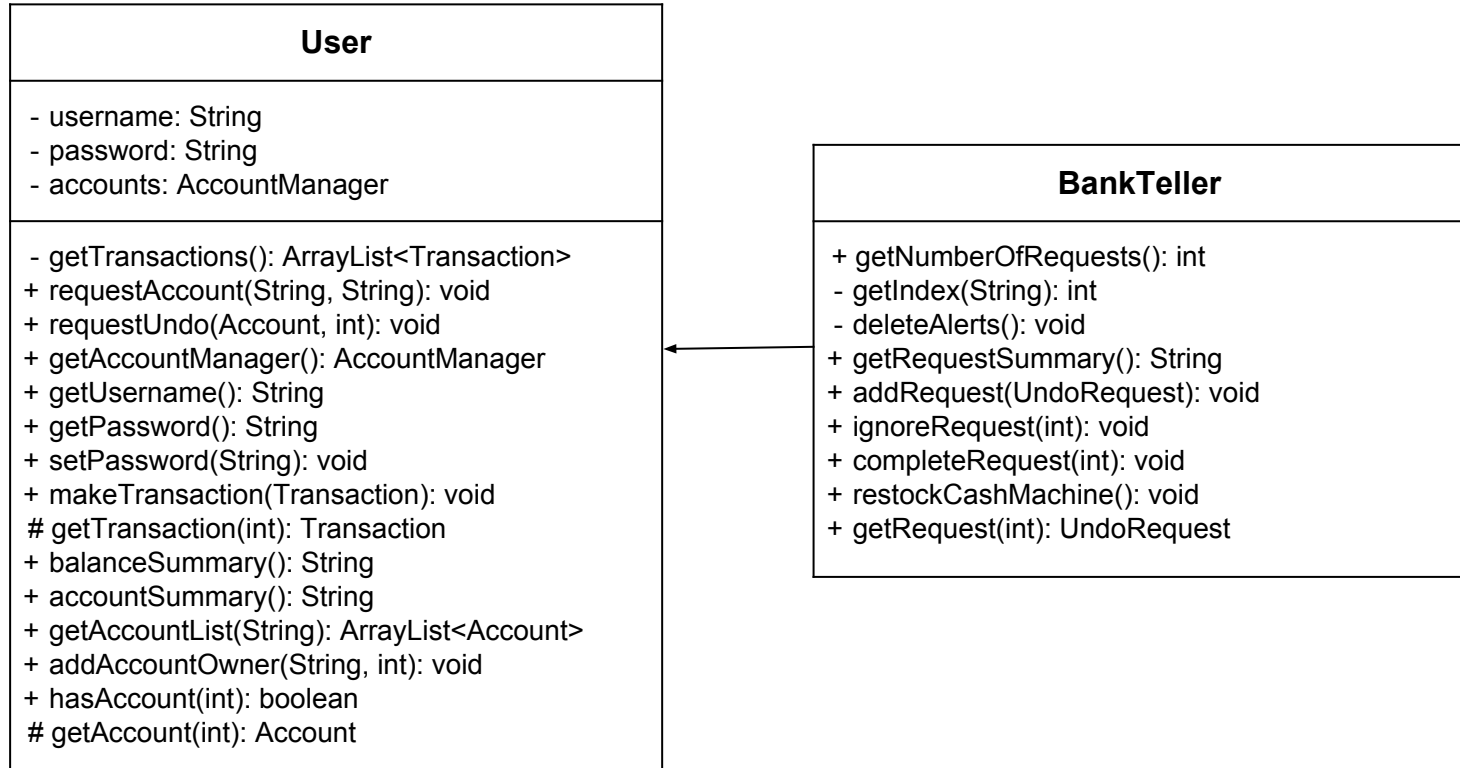 User
- username: String
- password: String
- accounts: AccountManager
- getTransactions(): ArrayList<Transaction>
+ requestAccount(String, String): void
+ requestUndo(Account, int): void
+ getAccountManager(): AccountManager
+ getUsername(): String
+ getPassword(): String
+ setPassword(String): void
+ makeTransaction(Transaction): void
# getTransaction(int): Transaction
+ balanceSummary(): String
+ accountSummary(): String
+ getAccountList(String): ArrayList<Account>
+ addAccountOwner(String, int): void
+ hasAccount(int): boolean
# getAccount(int): Account
BankTeller
+ getNumberOfRequests(): int
- getIndex(String): int
- deleteAlerts(): void
+ getRequestSummary(): String
+ addRequest(UndoRequest): void
+ ignoreRequest(int): void
+ completeRequest(int): void
+ restockCashMachine(): void
+ getRequest(int): UndoRequest